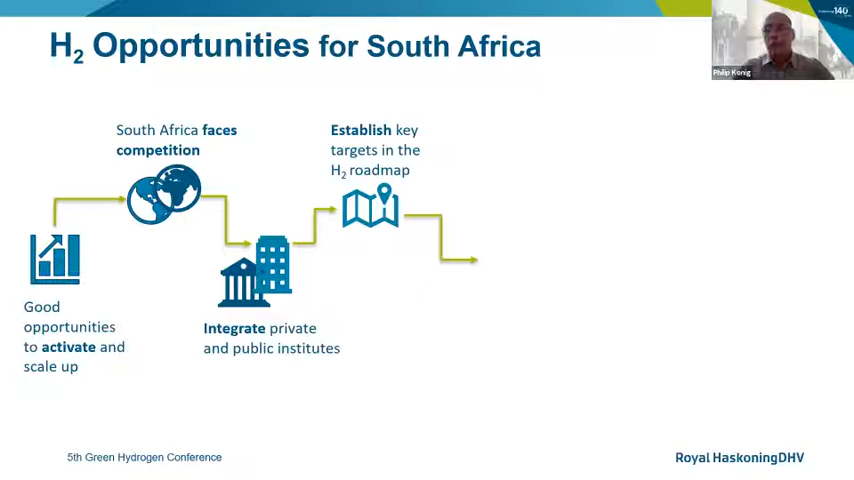 H2 Opportunities for South Africa
140
Philip Konig
South Africa faces
competition
Establish key
targets in the
H2 roadmap
Good
opportunities
to activate and
scale up
Integrate private
and public institutes
5th Green Hydrogen Conference
Royal HaskoningDHV